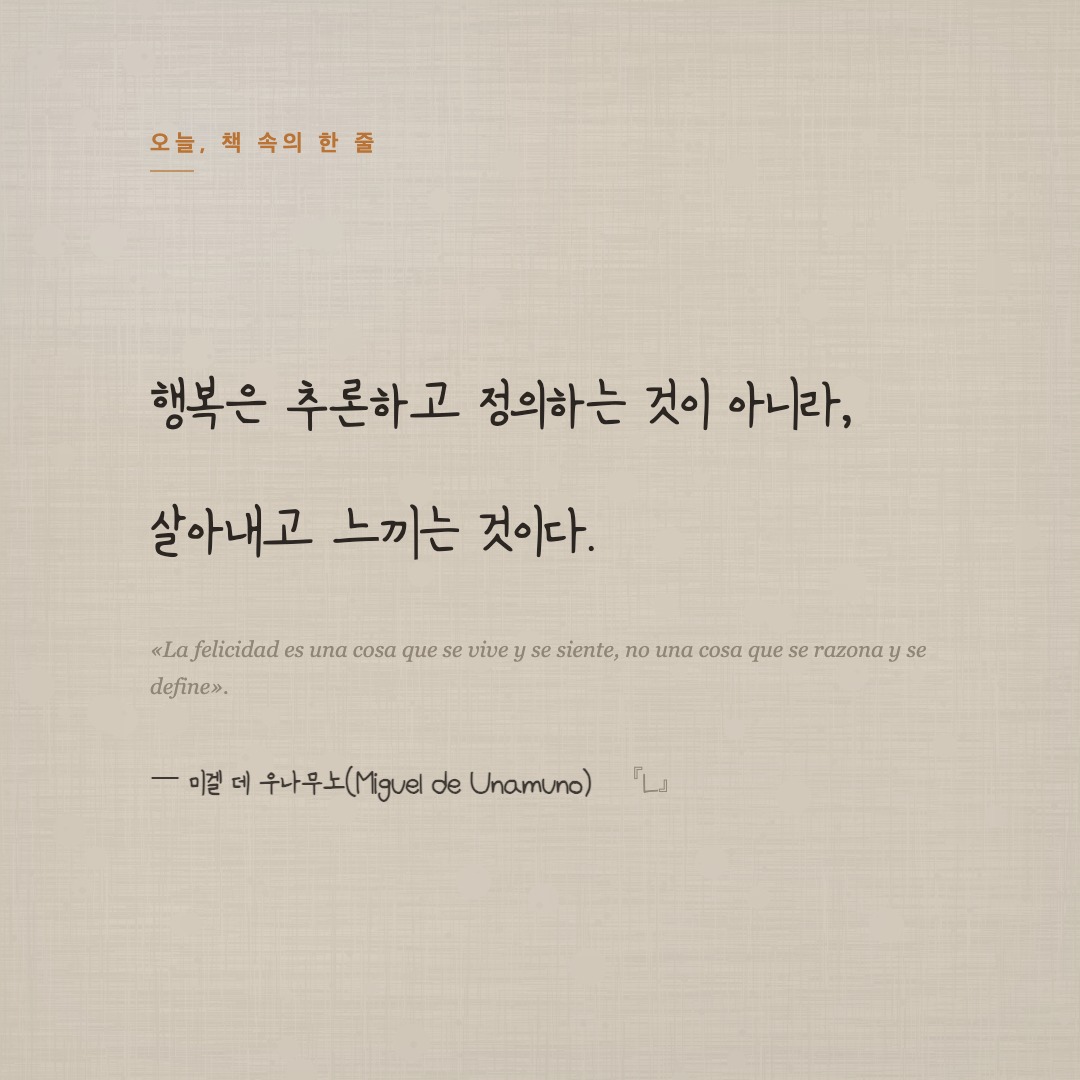 오늘, 책 속의 한 줄
행복은 추론하고 정의하는 것이 아니라,
살아내고 느끼는 것이다.
«La felicidad es una cosa que se vive y se siente, no una cosa que se razona y se
define».
— 미겔 데 우나무노(Miguel de Unamuno) 『ㄴ』